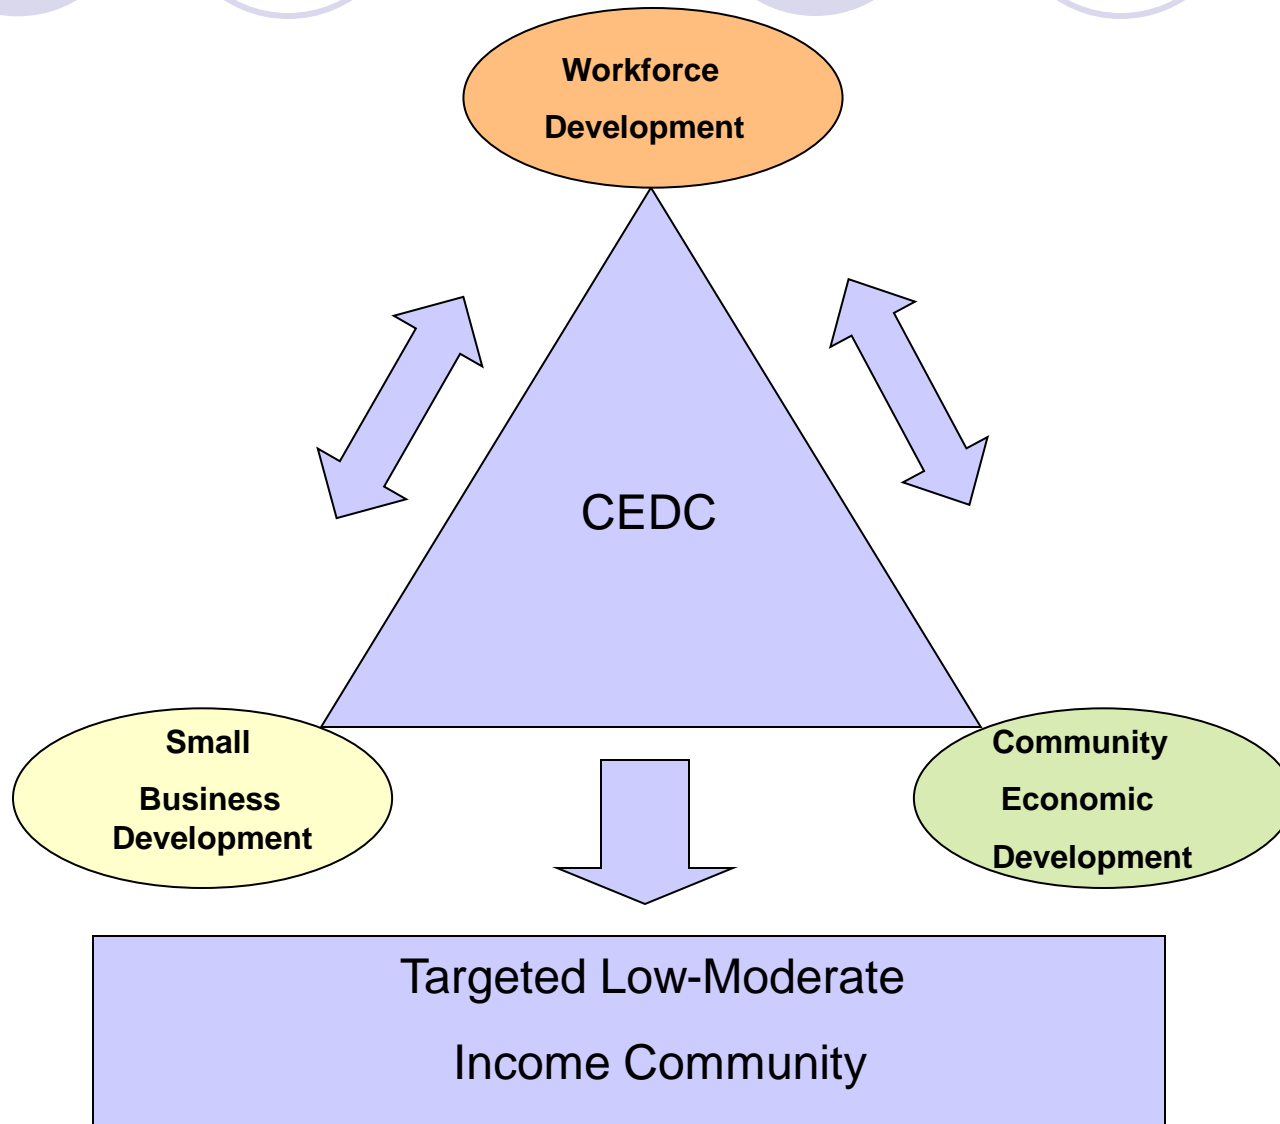 Workforce
Development
CEDC
Small
Business
Development
Community
Economic
Development
Targeted Low-Moderate
Income Community